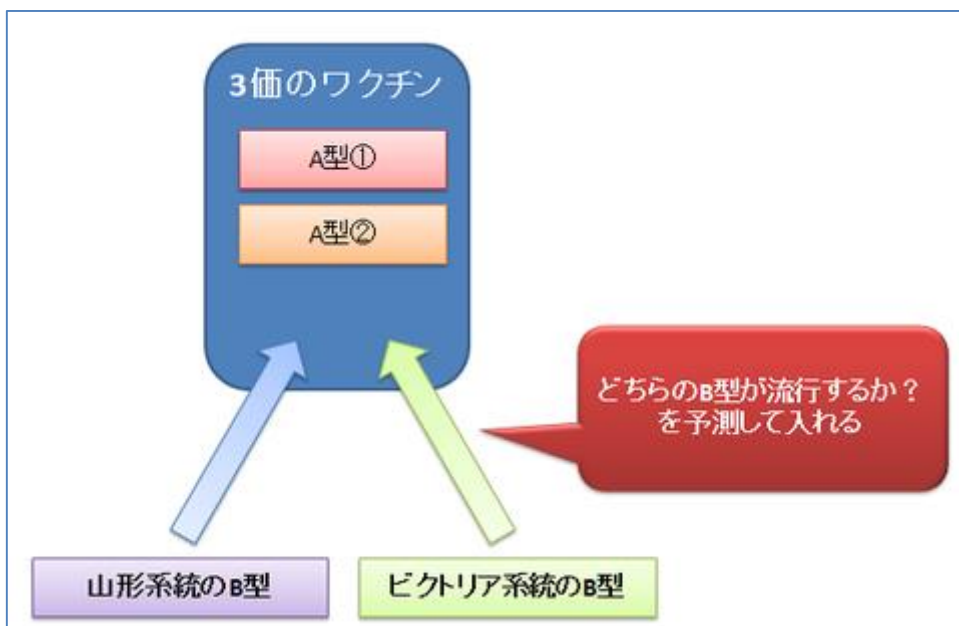 3価のワクチン
A型①
A型②
どちらのB型が流行するか?
を予測して入れる
山形系統のB型
ビクトリア系統のB型